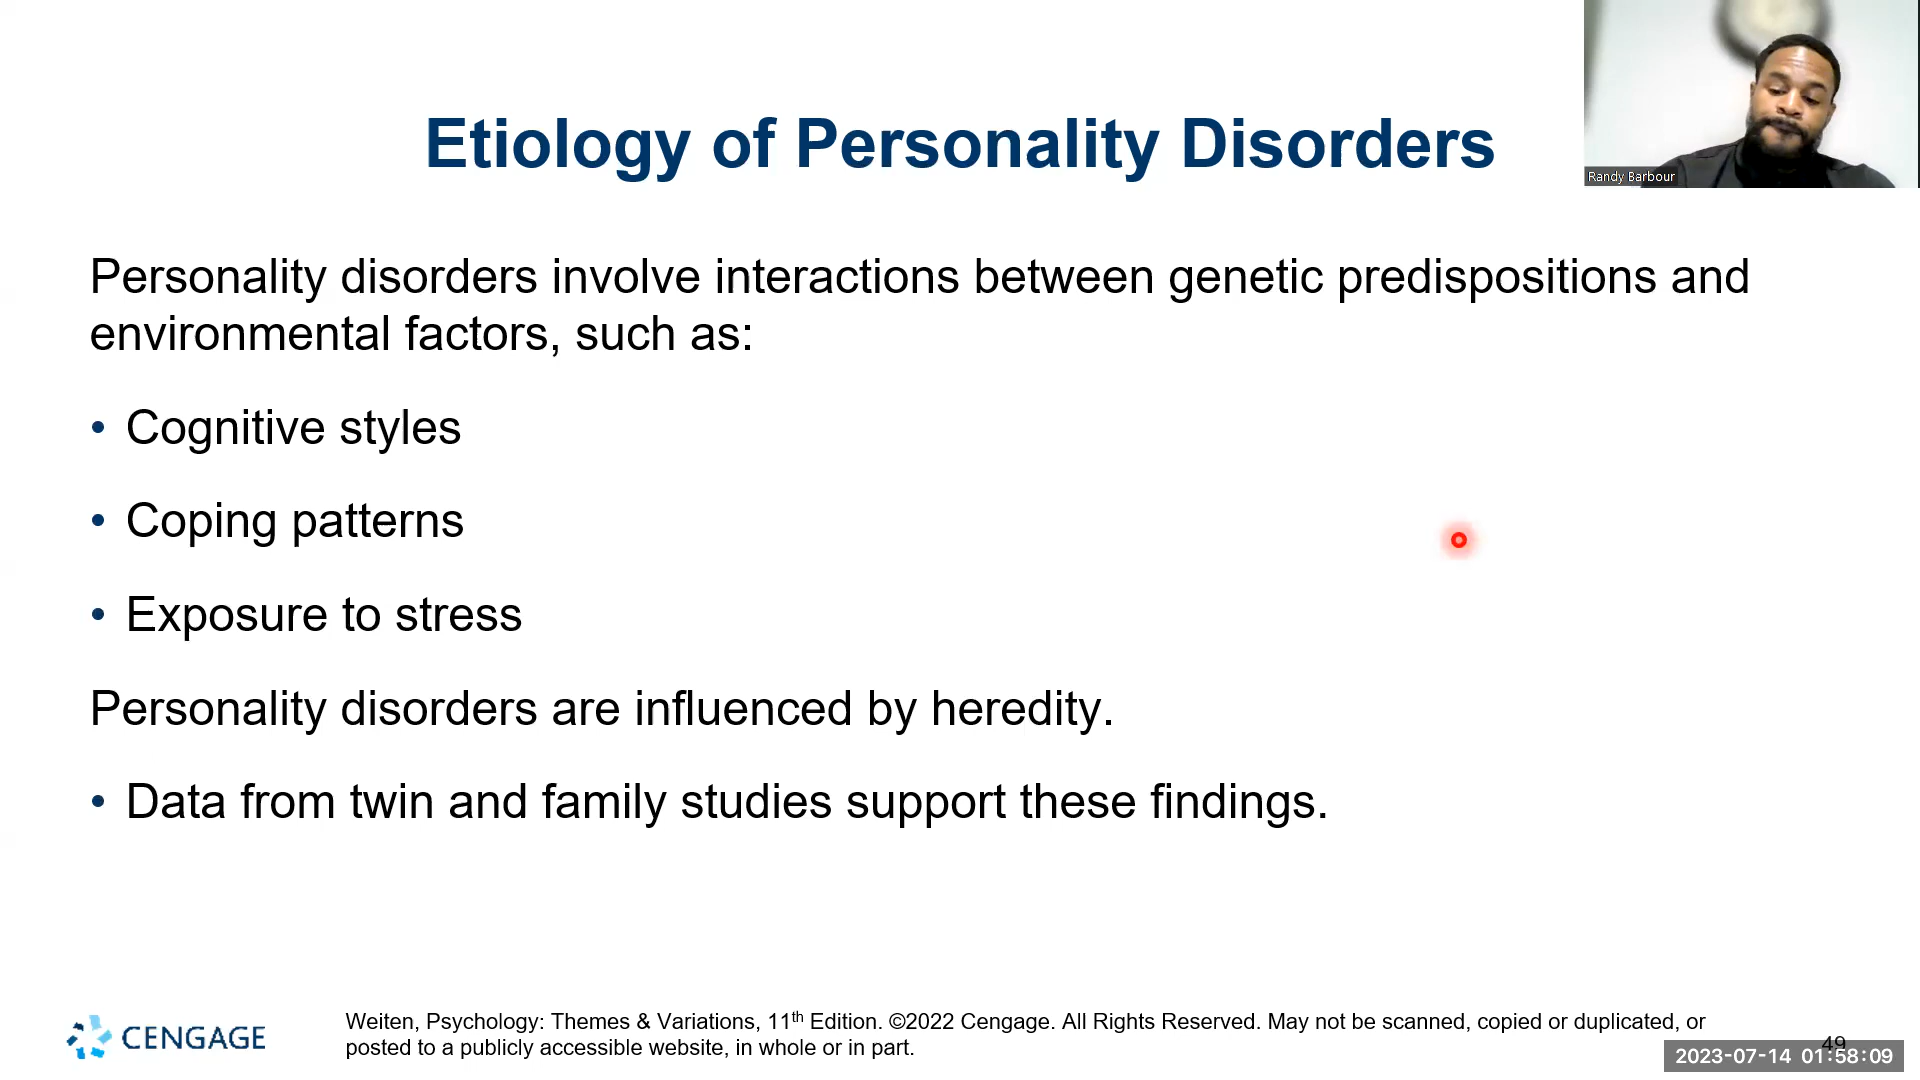 Etiology of Personality Disorders
Randy Barbour
Personality disorders involve interactions between genetic predispositions and
environmental factors, such as:
• Cognitive styles
• Coping patterns
• Exposure to stress
Personality disorders are influenced by heredity.
• Data from twin and family studies support these findings.
CENGAGE
Weiten, Psychology: Themes & Variations, 11th Edition. ©2022 Cengage. All Rights Reserved. May not be scanned, copied or duplicated, or
posted to a publicly accessible website, in whole or in part.
49
2023-07-14 01:58:09